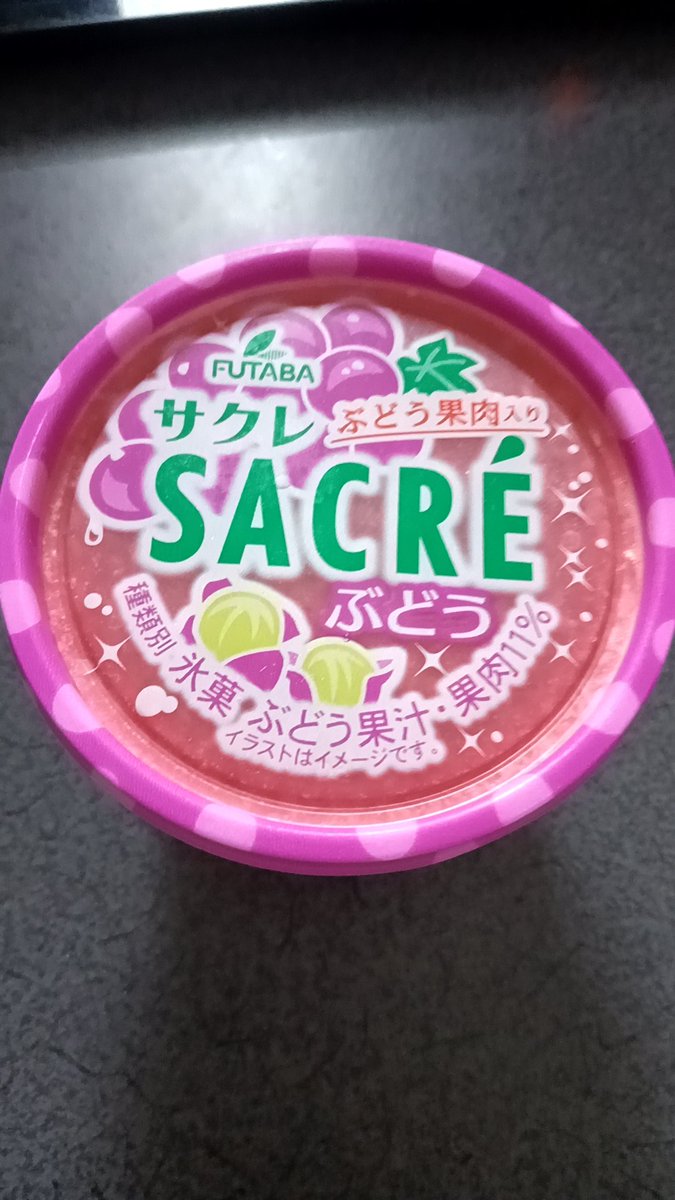 FUTABA
サクレ
ぶどう果肉入り
SACRÉ
ぶどう
種類別 氷菓 ぶどう果汁・果肉11%
イラストはイメージです。